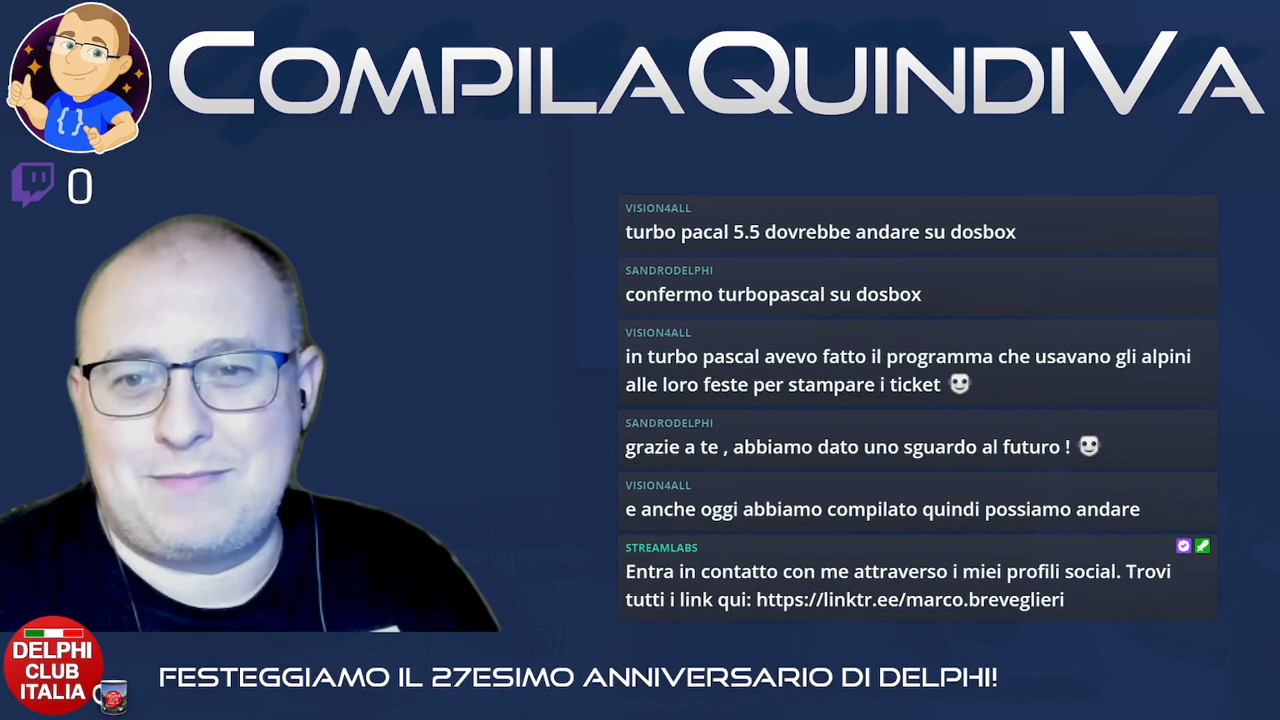 COMPILAQUINDIVA
{}
0
VISION4ALL
turbo pacal 5.5 dovrebbe andare su dosbox
SANDRODELPHI
confermo turbopascal su dosbox
VISION4ALL
in turbo pascal avevo fatto il programma che usavano gli alpini
alle loro feste per stampare i ticket
SANDRODELPHI
grazie a te , abbiamo dato uno sguardo al futuro !
VISION4ALL
e anche oggi abbiamo compilato quindi possiamo andare
STREAMLABS
Entra in contatto con me attraverso i miei profili social. Trovi
tutti i link qui: https://linktr.ee/marco.breveglieri
DELPHI
CLUB
ITALIA
FESTEGGIAMO IL 27ESIMO ANNIVERSARIO DI DELPHI!